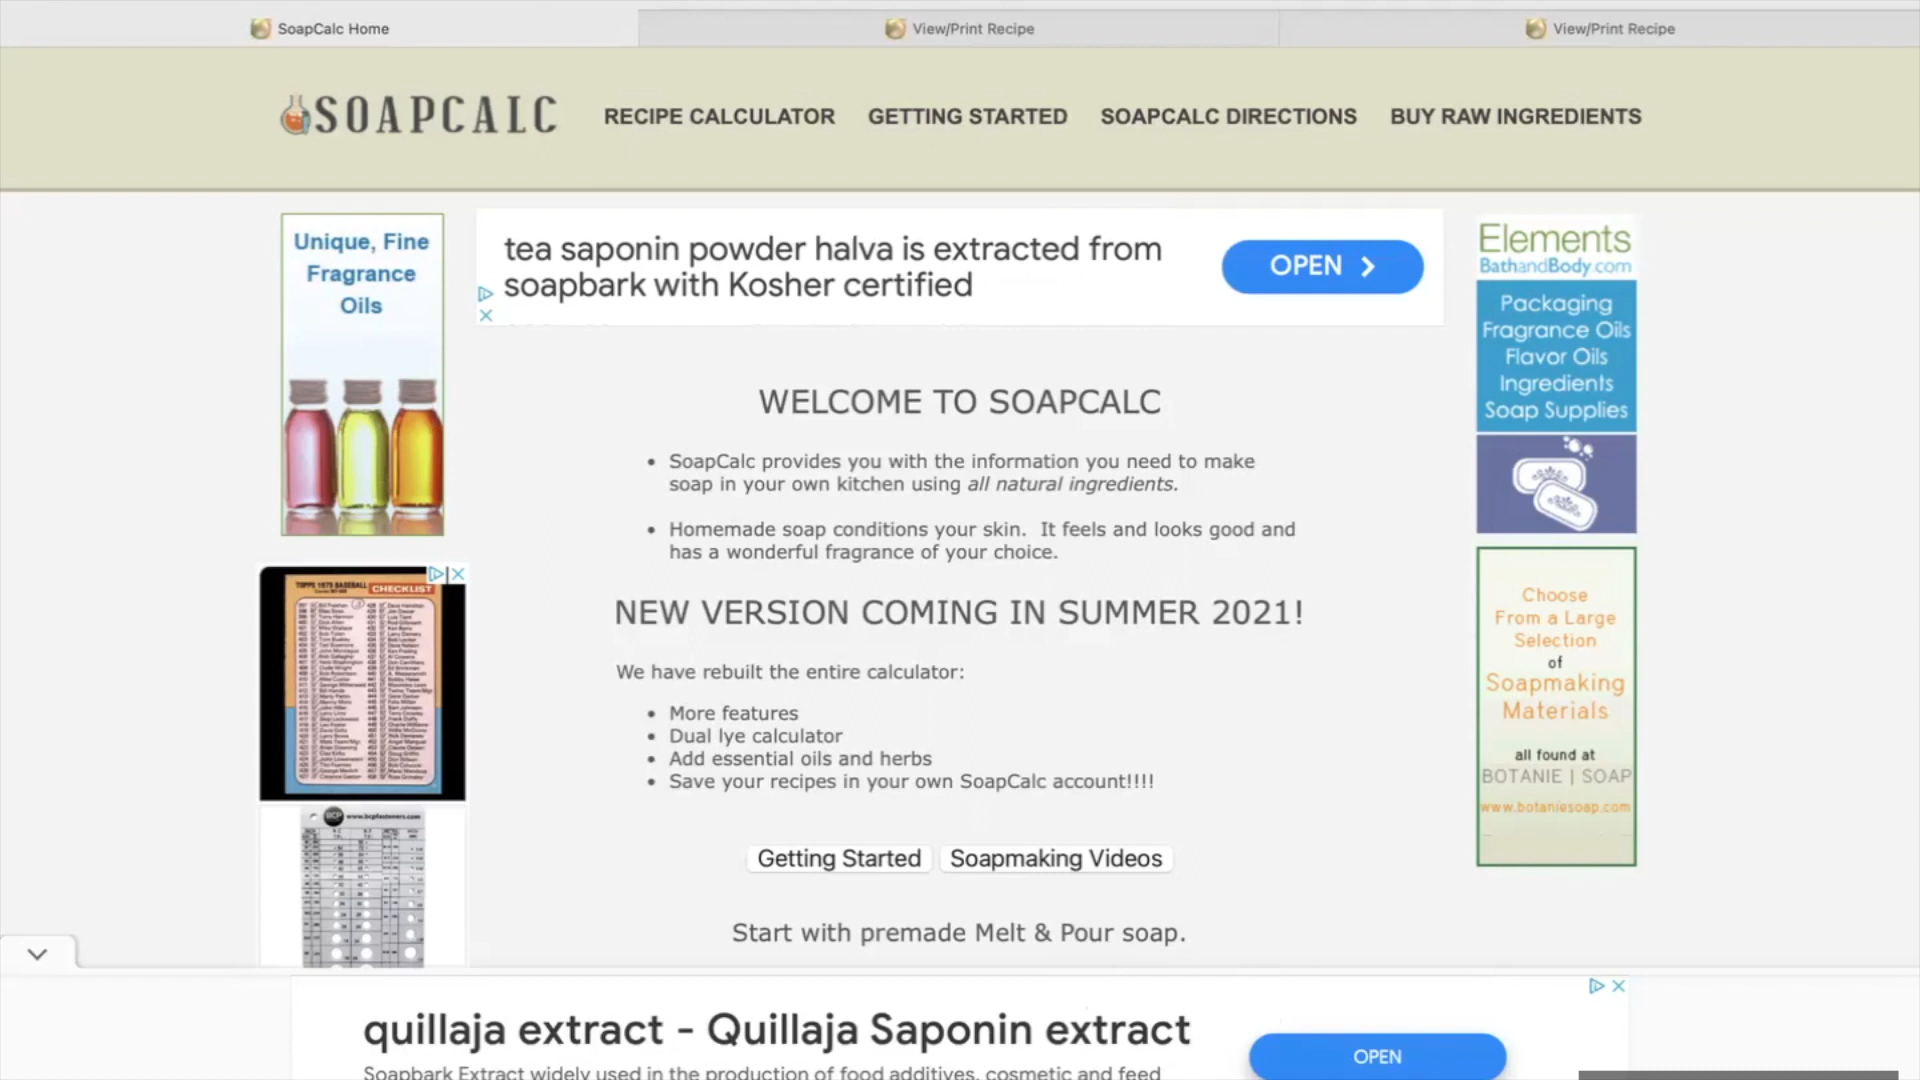 SoapCalc Home
View/Print Recipe
View/Print Recipe
SOAPCALC
RECIPE CALCULATOR
GETTING STARTED
SOAPCALC DIRECTIONS
BUY RAW INGREDIENTS
Unique, Fine
Fragrance
Oils
tea saponin powder halva is extracted from
soapbark with Kosher certified
OPEN
Elements
BathandBody.com
Packaging
Fragrance Oils
Flavor Oils
Ingredients
Soap Supplies
WELCOME TO SOAPCALC
• SoapCalc provides you with the information you need to make
soap in your own kitchen using all natural ingredients.
• Homemade soap conditions your skin. It feels and looks good and
has a wonderful fragrance of your choice.
NEW VERSION COMING IN SUMMER 2021!
We have rebuilt the entire calculator:
• More features
• Dual lye calculator
• Add essential oils and herbs
• Save your recipes in your own SoapCalc account!!!!
Getting Started
Soapmaking Videos
Start with premade Melt & Pour soap.
TOPPS 1975 BASEBALL
CHECKLIST
BCP
www.bcpfasteners.com
Choose
From a Large
Selection
of
Soapmaking
Materials
all found at
BOTANIE | SOAP
www.botaniesoap.com
quillaja extract - Quillaja Saponin extract
Soapbark Extract widely used in the production of food additives, cosmetic and feed
OPEN